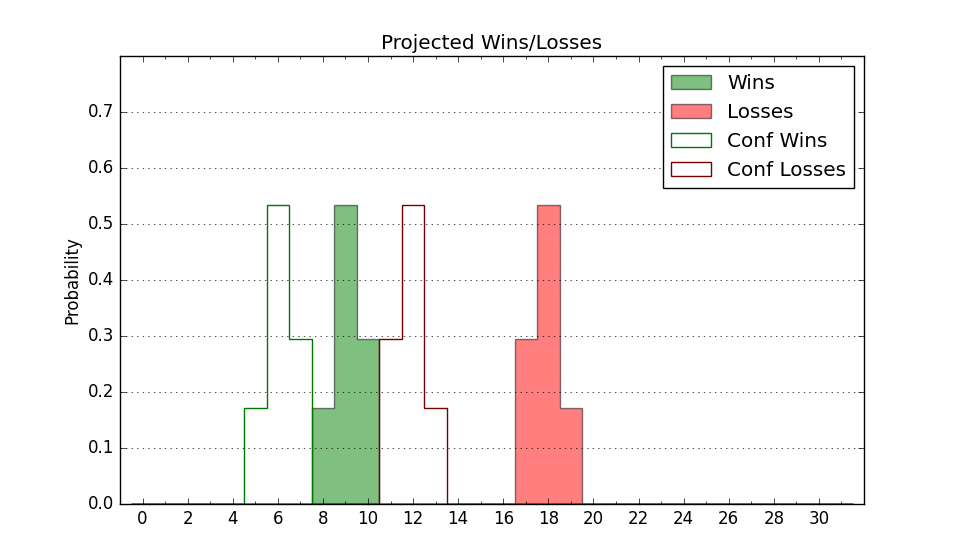 Projected Wins/Losses
Wins
Losses
Conf Wins
Conf Losses
Probability
0.7
0.6
0.5
0.4
0.3
0.2
0.1
0.0
0 2 4 6 8 10 12 14 16 18 20 22 24 26 28 30